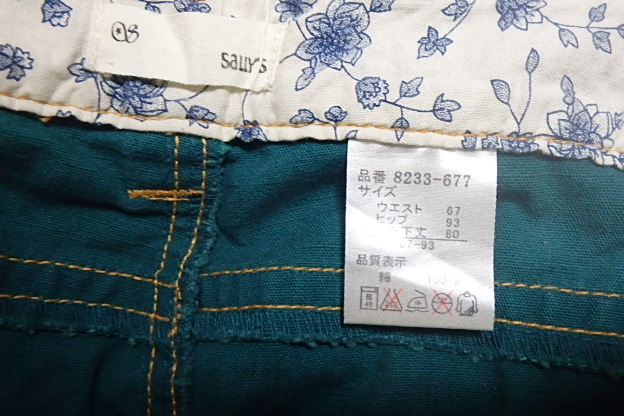 Sally's
品番 8233-677
サイズ
ウエスト 67
ヒップ 93
下丈 80
67-93
品質表示
綿 100%